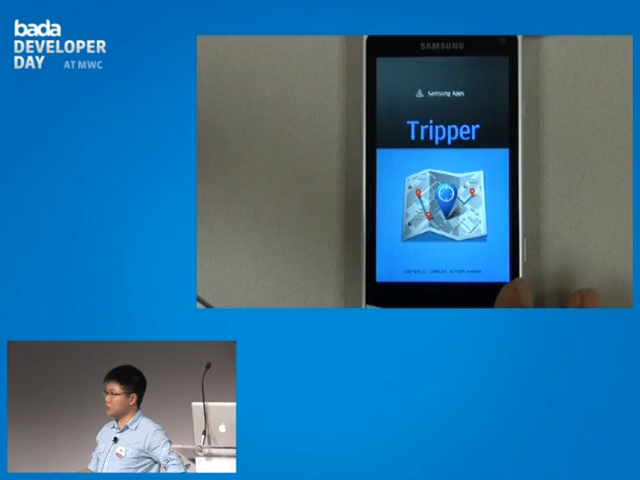 bada
DEVELOPER
DAY AT MWC
SAMSUNG
Samsung Apps
Tripper